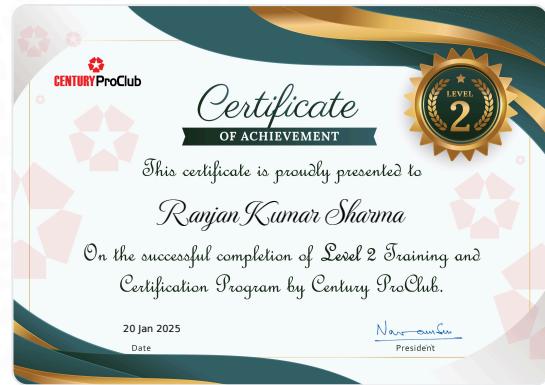 CENTURY ProClub
Certificate
OF ACHIEVEMENT
LEVEL
2
This certificate is proudly presented to
Ranjan Kumar Sharma
On the successful completion of Level 2 Training and
Certification Program by Century ProClub.
20 Jan 2025
Date
President